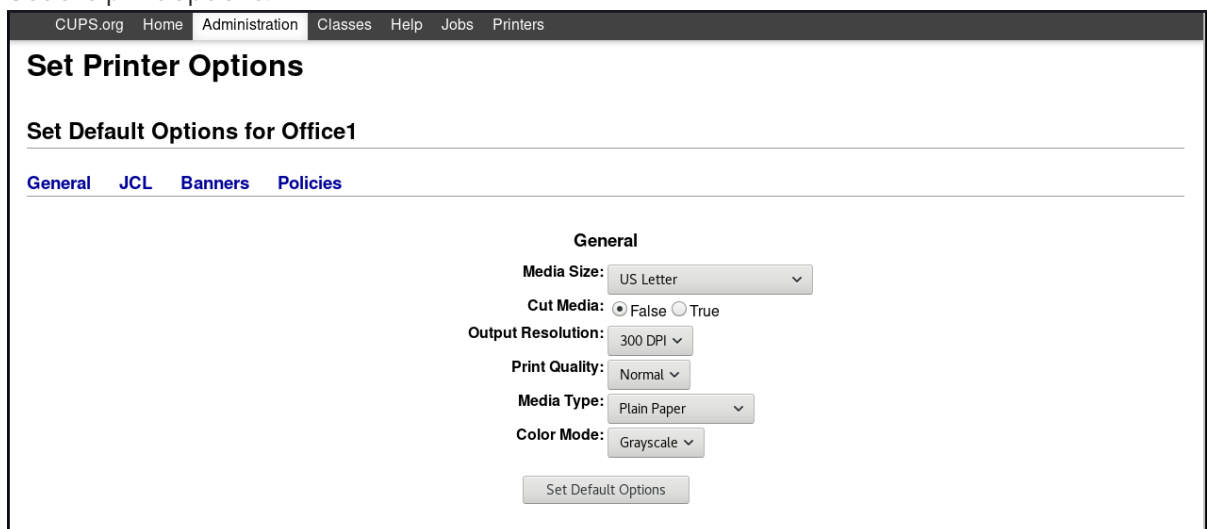 CUPS.org Home Administration Classes Help Jobs Printers
Set Printer Options
Set Default Options for Office1
General JCL Banners Policies
General
Media Size: US Letter
Cut Media: False True
Output Resolution: 300 DPI
Print Quality: Normal
Media Type: Plain Paper
Color Mode: Grayscale
Set Default Options